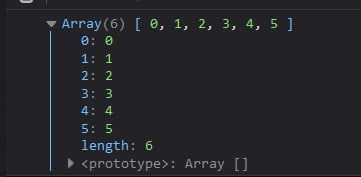 Array(6) [ 0, 1, 2, 3, 4, 5 ]
0: 0
1: 1
2: 2
3: 3
4: 4
5: 5
length: 6
<prototype>: Array []